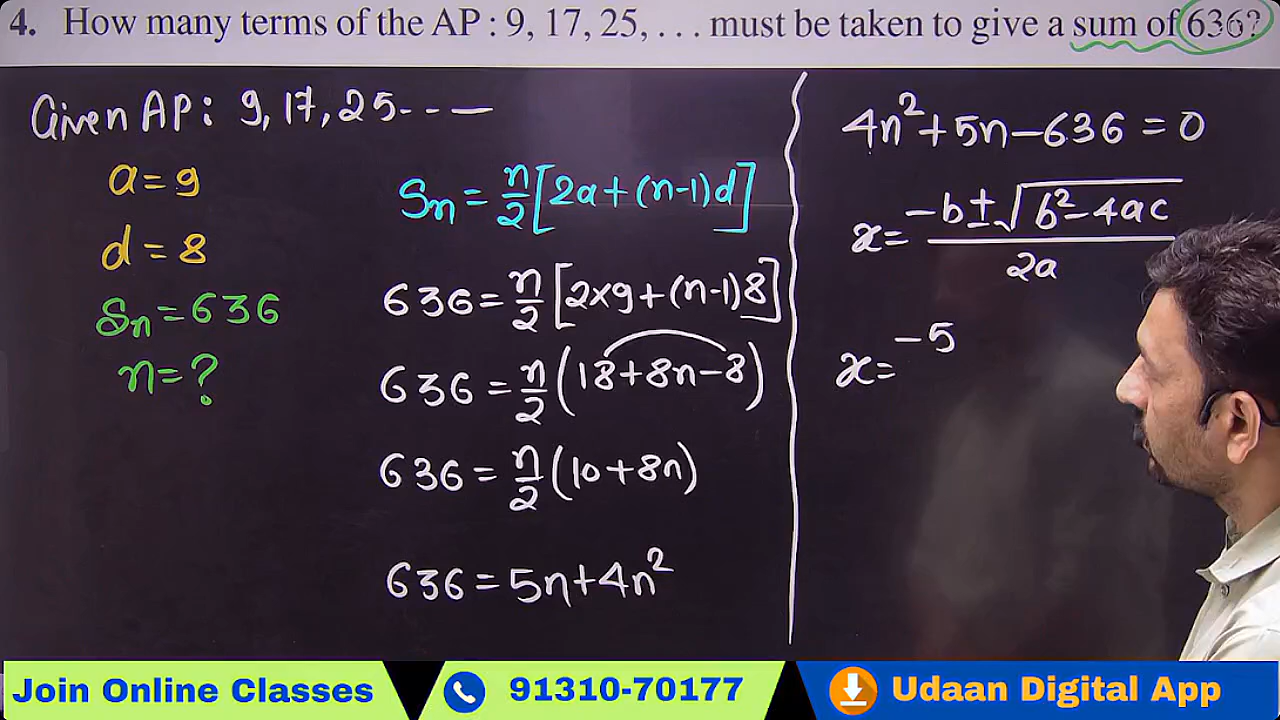 4. How many terms of the AP : 9, 17, 25, . . . must be taken to give a sum of 636?
Given AP: 9, 17, 25 - - - —
a = 9
d = 8
Sn = 636
n = ?
Sn = n/2 [2a + (n-1)d]
636 = n/2 [2×9 + (n-1)8]
636 = n/2 (18 + 8n - 8)
636 = n/2 (10 + 8n)
636 = 5n + 4n²
4n² + 5n - 636 = 0
x = -b ± √b² - 4ac / 2a
x = -5
Join Online Classes
91310-70177
Udaan Digital App